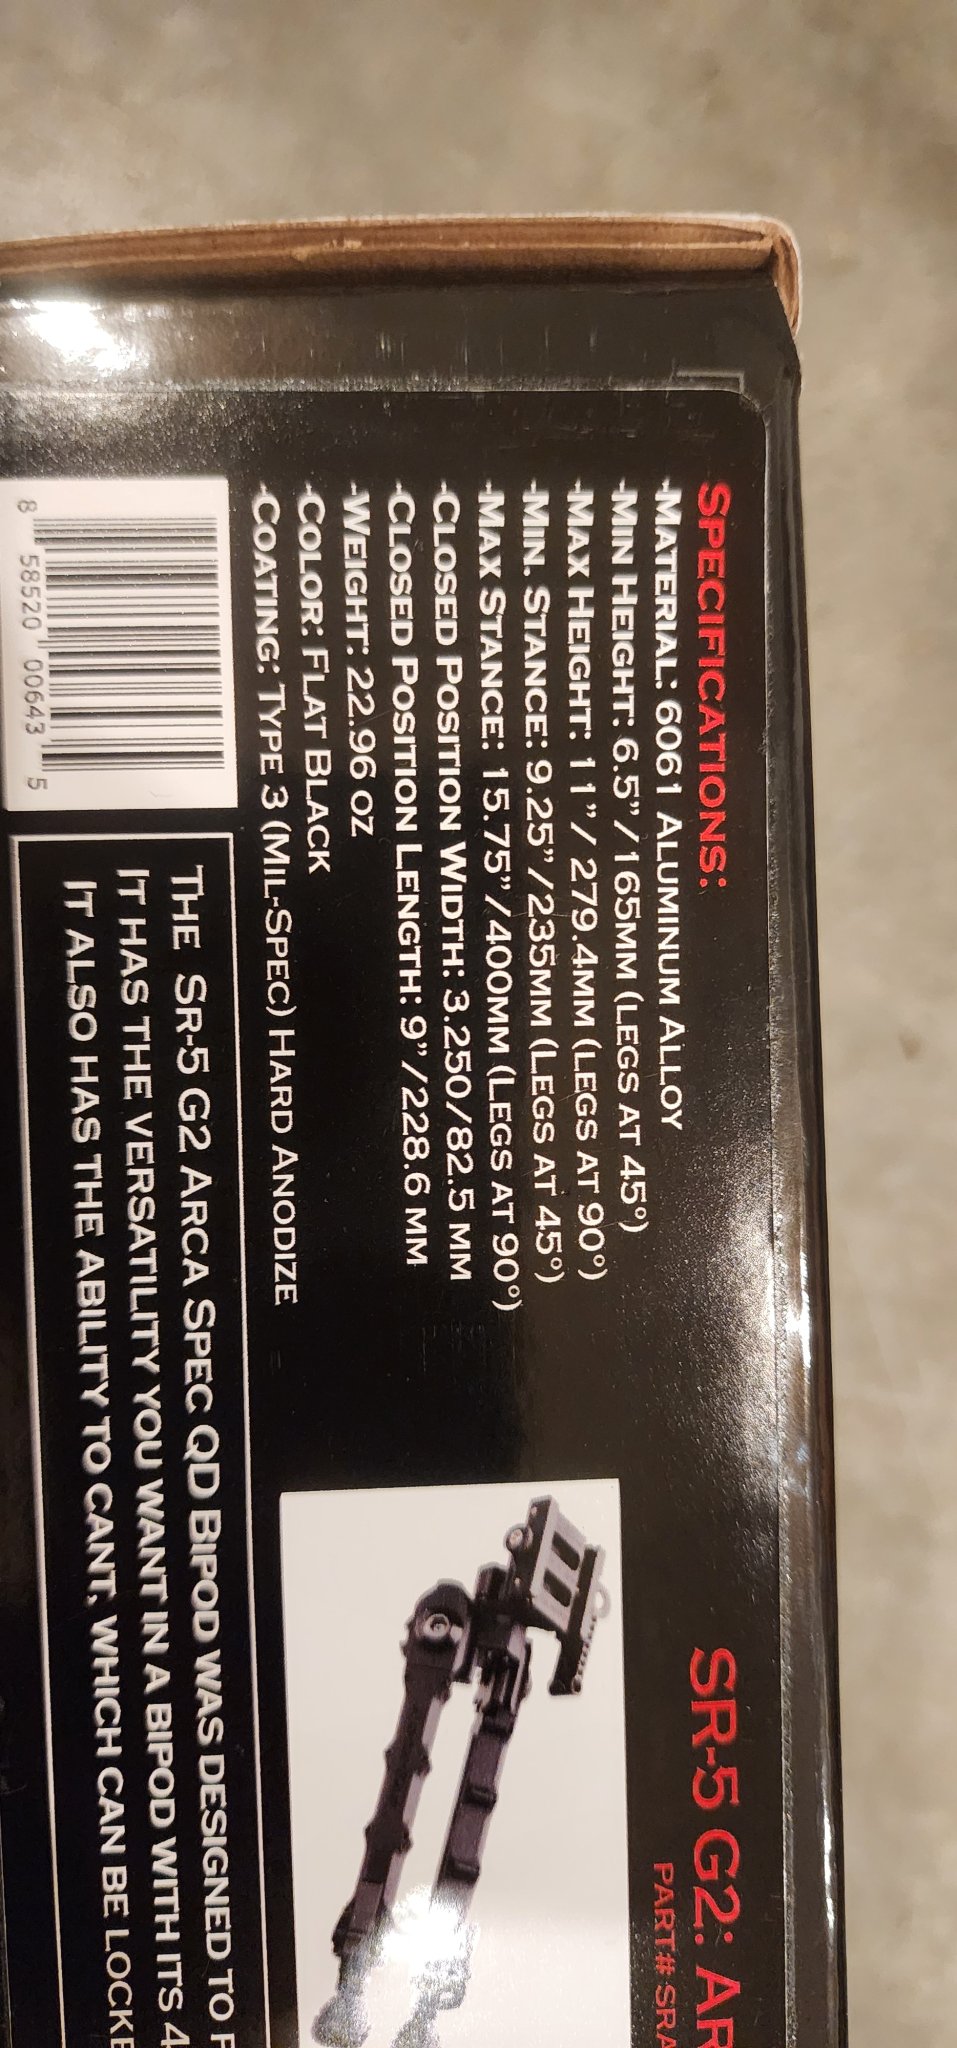 SPECIFICATIONS:
-MATERIAL: 6061 ALUMINUM ALLOY
-MIN HEIGHT: 6.5"/165MM (LEGS AT 45°)
-MAX HEIGHT: 11"/279.4MM (LEGS AT 90°)
-MIN. STANCE: 9.25"/235MM (LEGS AT 45°)
-MAX STANCE: 15.75"/400MM (LEGS AT 90°)
-CLOSED POSITION WIDTH: 3.250/82.5 MM
-CLOSED POSITION LENGTH: 9"/228.6 MM
-WEIGHT: 22.96 OZ
-COLOR: FLAT BLACK
-COATING: TYPE 3 (MIL-SPEC) HARD ANODIZE
8 58520 00643 5
SR-5 G2: AR
PART# SRA
THE SR-5 G2 ARCA SPEC QD BIPOD WAS DESIGNED TO
IT HAS THE VERSATILITY YOU WANT IN A BIPOD WITH ITS 4
IT ALSO HAS THE ABILITY TO CANT, WHICH CAN BE LOCKE